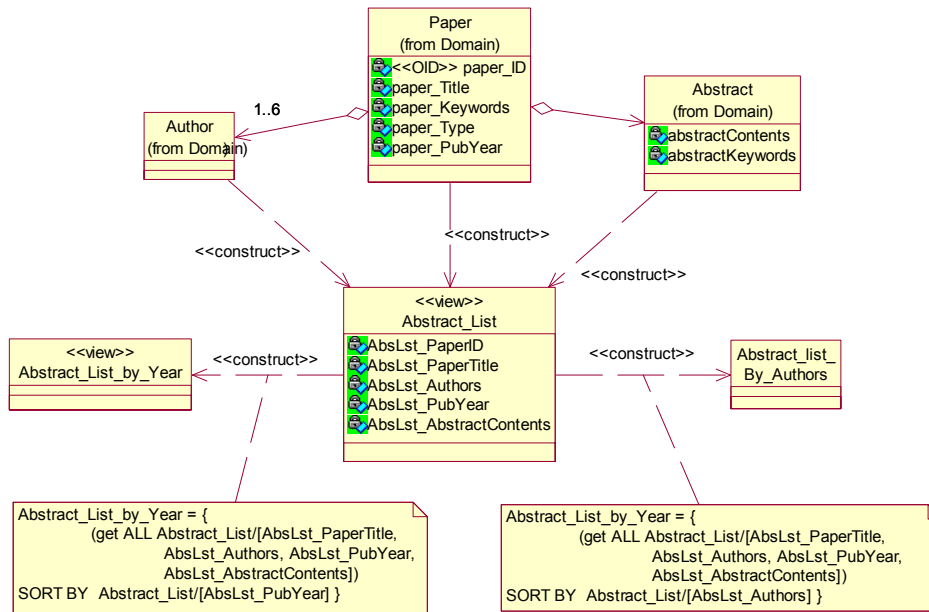 Paper
(from Domain)
<<OID>> paper_ID
paper_Title
paper_Keywords
paper_Type
paper_PubYear
1..6
Author
(from Domain)
Abstract
(from Domain)
abstractContents
abstractKeywords
<<construct>>
<<construct>>
<<construct>>
<<view>>
Abstract_List
AbsLst_PaperID
AbsLst_PaperTitle
AbsLst_Authors
AbsLst_PubYear
AbsLst_AbstractContents
<<view>>
Abstract_List_by_Year
<<construct>>
<<construct>>
Abstract_list_
By_Authors
Abstract_List_by_Year = {
(get ALL Abstract_List/[AbsLst_PaperTitle,
AbsLst_Authors, AbsLst_PubYear,
AbsLst_AbstractContents])
SORT BY Abstract_List/[AbsLst_PubYear] }
Abstract_List_by_Year = {
(get ALL Abstract_List/[AbsLst_PaperTitle,
AbsLst_Authors, AbsLst_PubYear,
AbsLst_AbstractContents])
SORT BY Abstract_List/[AbsLst_Authors] }